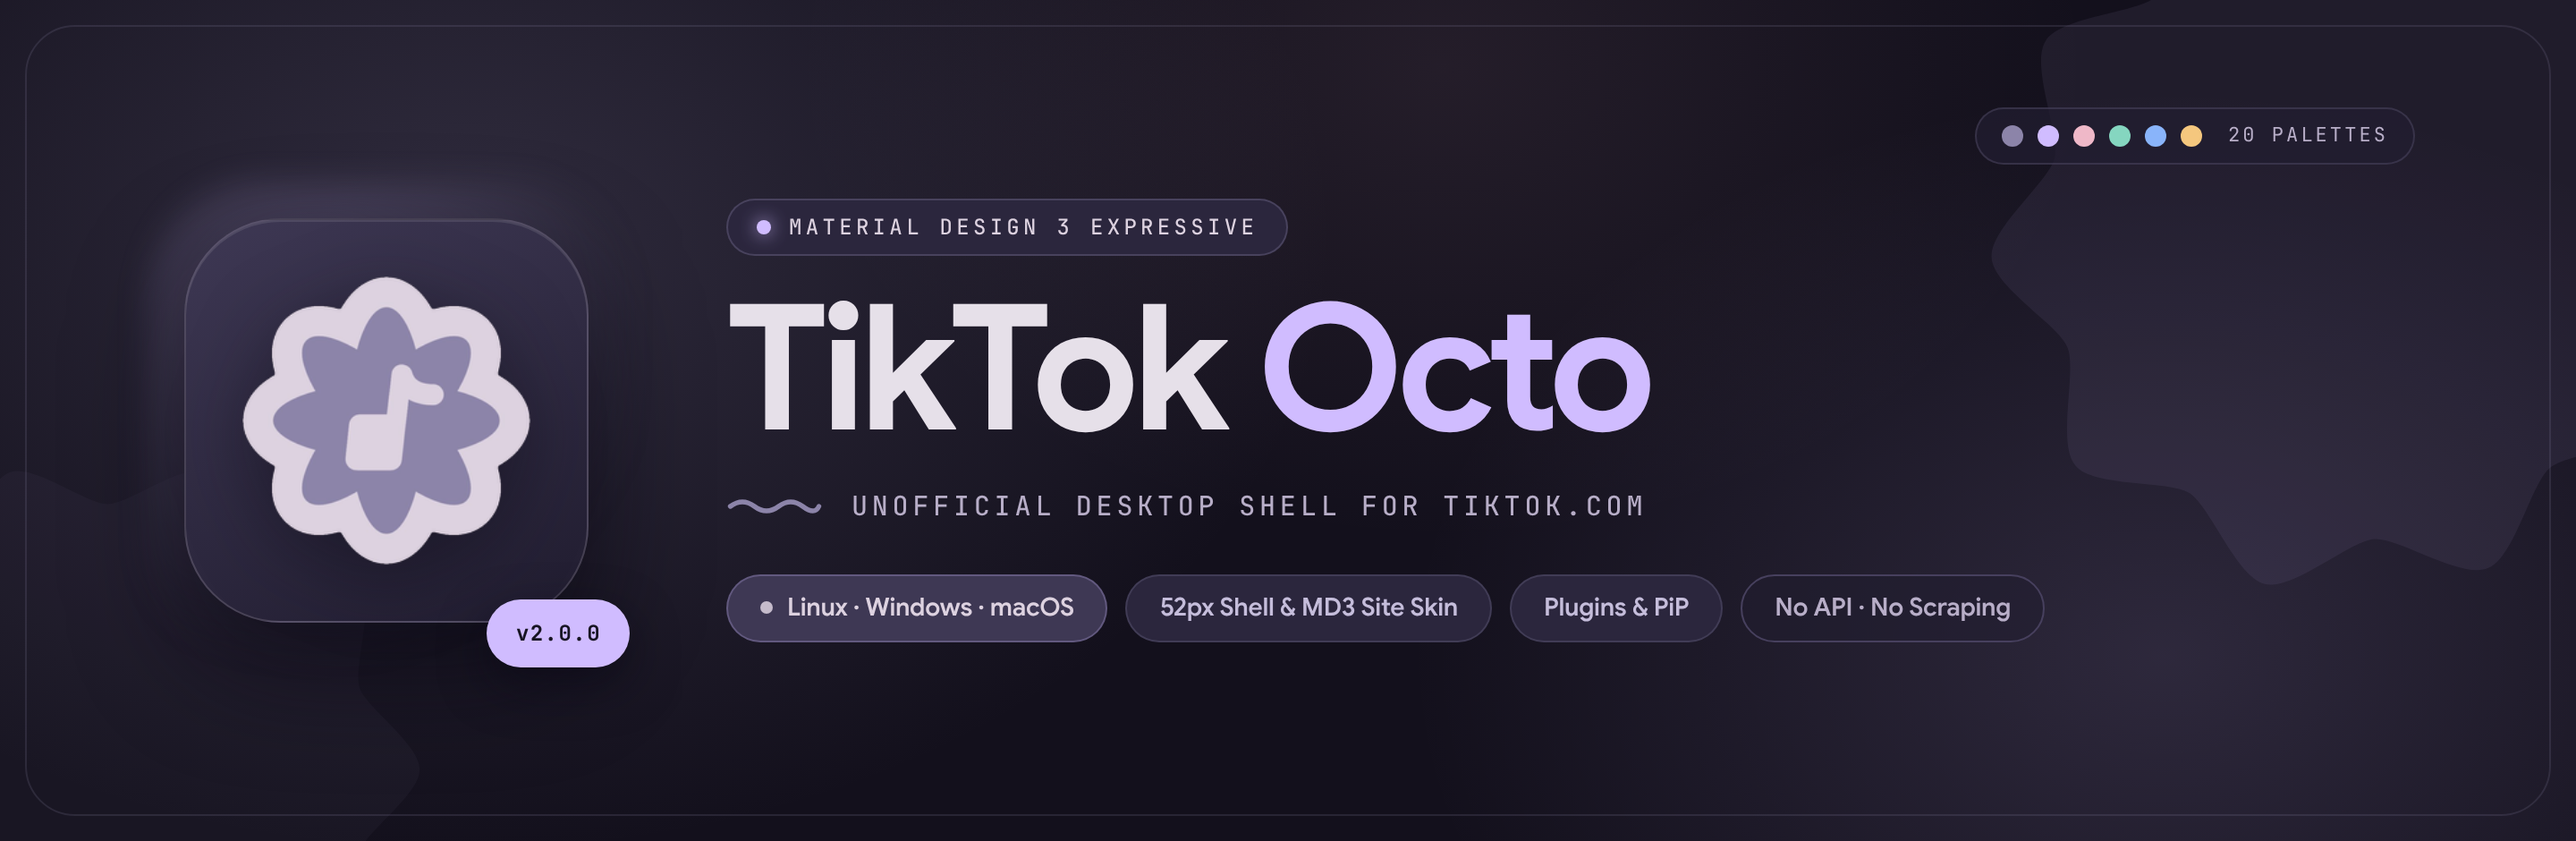 20 PALETTES
MATERIAL DESIGN 3 EXPRESSIVE
TikTok Octo
UNOFFICIAL DESKTOP SHELL FOR TIKTOK.COM
Linux · Windows · macOS
52px Shell & MD3 Site Skin
Plugins & PiP
No API · No Scraping
v2.0.0